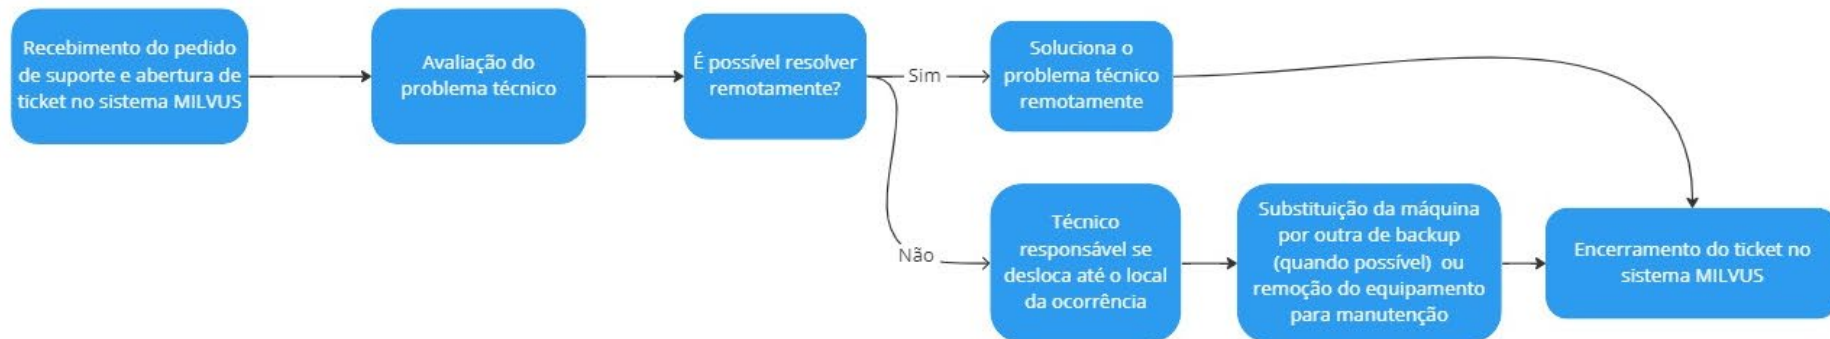 Recebimento do pedido
de suporte e abertura de
ticket no sistema MILVUS
Avaliação do
problema técnico
É possível resolver
remotamente?
Sim
Soluciona o
problema técnico
remotamente
Não
Técnico
responsável se
desloca até o local
da ocorrência
Substituição da máquina
por outra de backup
(quando possível) ou
remoção do equipamento
para manutenção
Encerramento do ticket no
sistema MILVUS